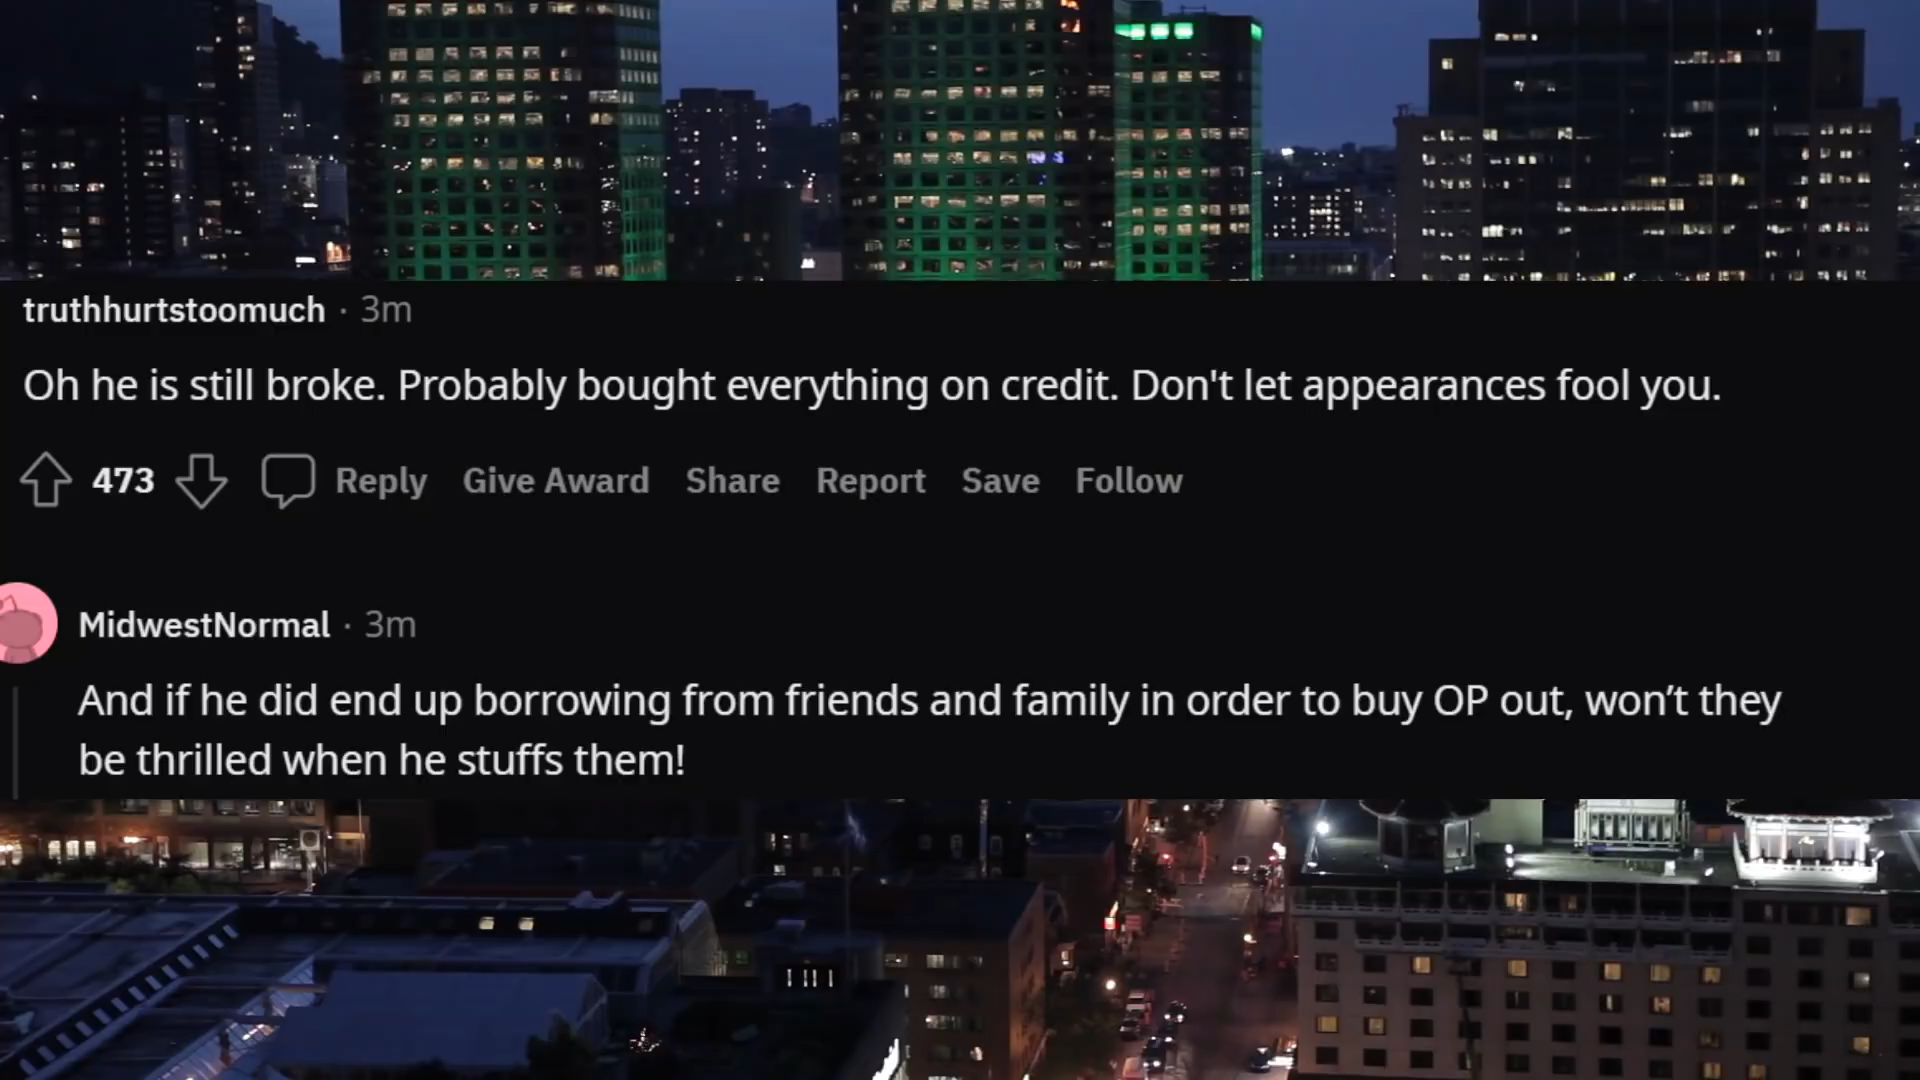 truthhurtstoomuch · 3m
Oh he is still broke. Probably bought everything on credit. Don't let appearances fool you.
473 Reply Give Award Share Report Save Follow
MidwestNormal · 3m
And if he did end up borrowing from friends and family in order to buy OP out, won’t they
be thrilled when he stuffs them!